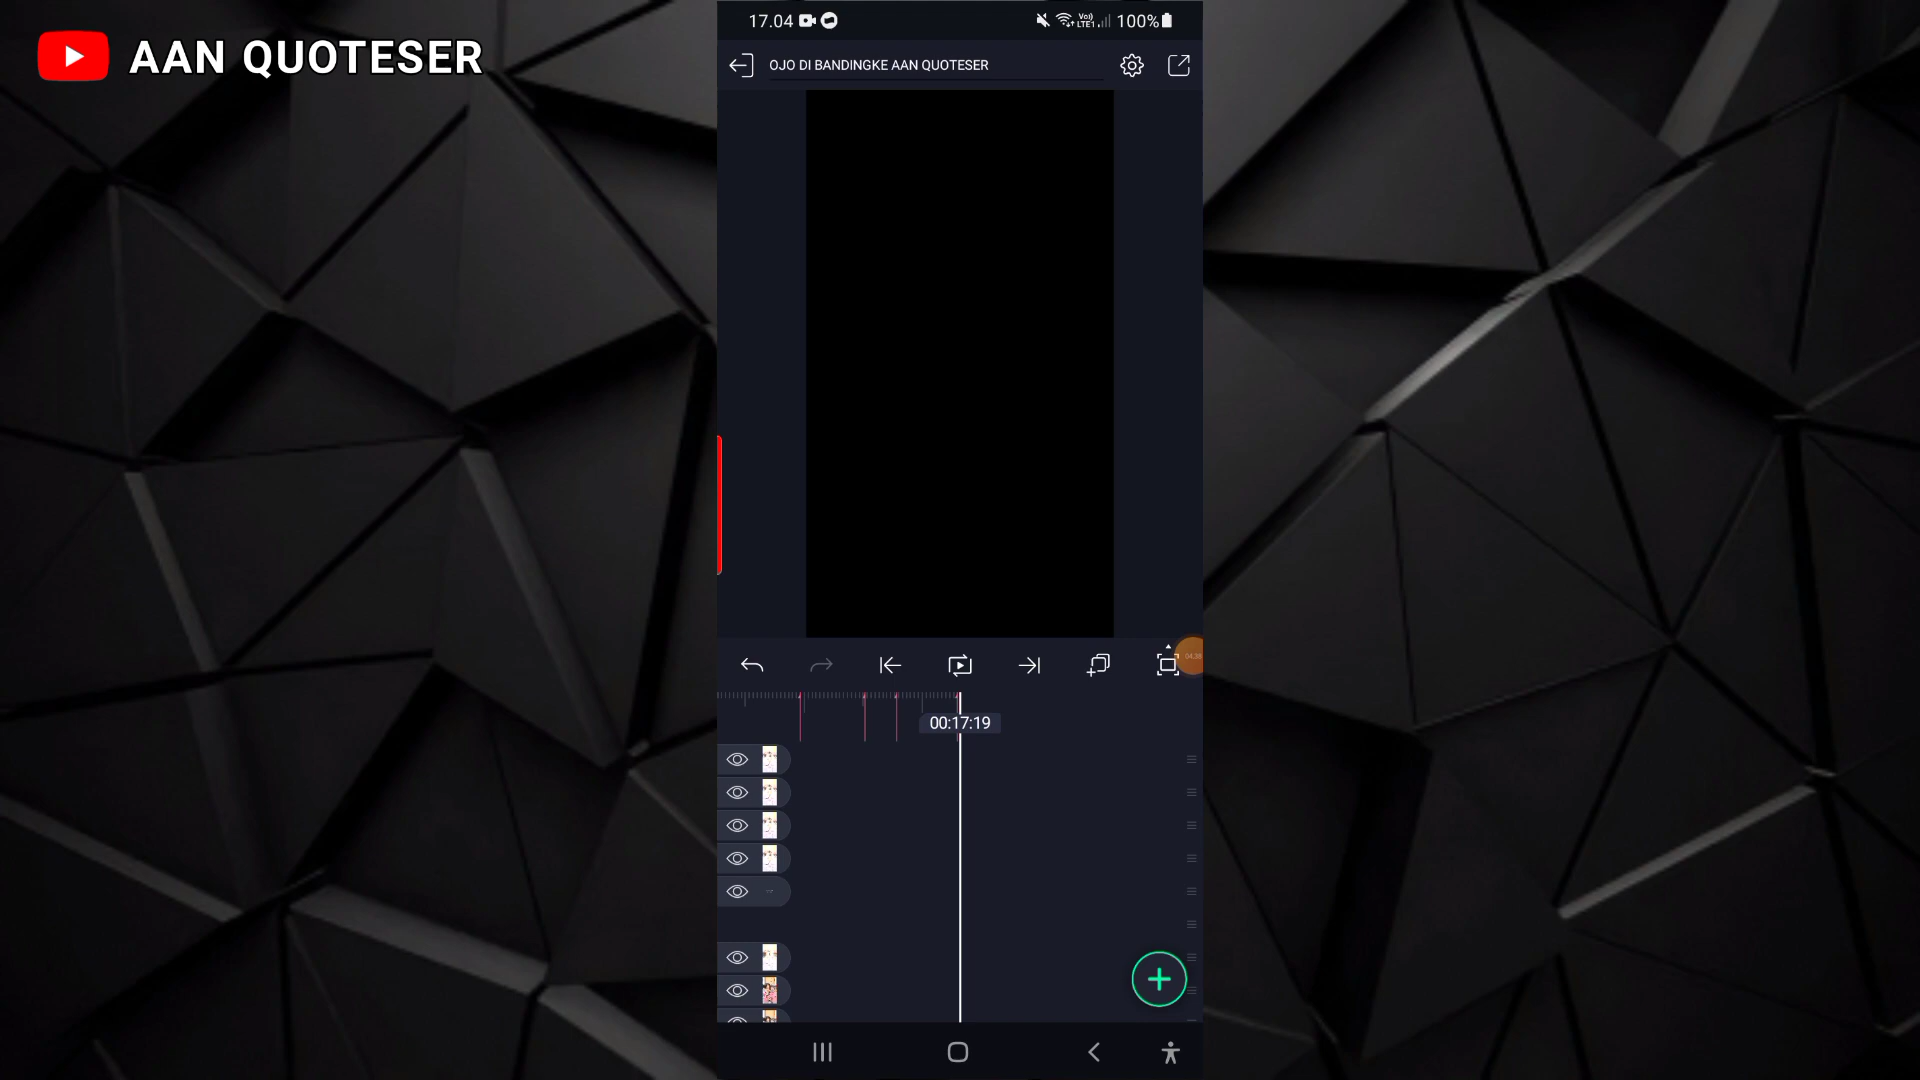 AAN QUOTESER
17.04
100%
OJO DI BANDINGKE AAN QUOTESER
00:17:19